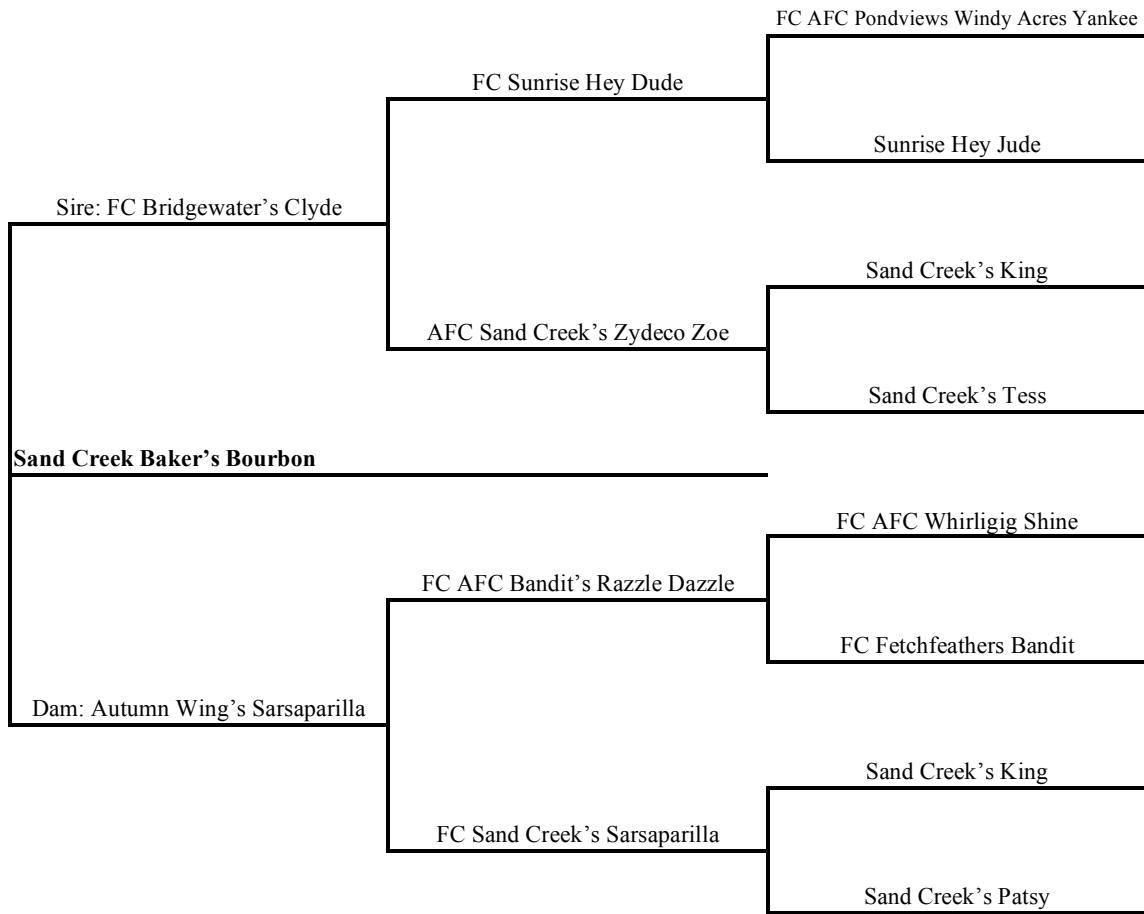 FC AFC Pondviews Windy Acres Yankee
FC Sunrise Hey Dude
Sunrise Hey Jude
Sire: FC Bridgewater’s Clyde
Sand Creek’s King
AFC Sand Creek’s Zydeco Zoe
Sand Creek’s Tess
Sand Creek Baker’s Bourbon
FC AFC Whirligig Shine
FC AFC Bandit’s Razzle Dazzle
FC Fetchfeathers Bandit
Dam: Autumn Wing’s Sarsaparilla
Sand Creek’s King
FC Sand Creek’s Sarsaparilla
Sand Creek’s Patsy